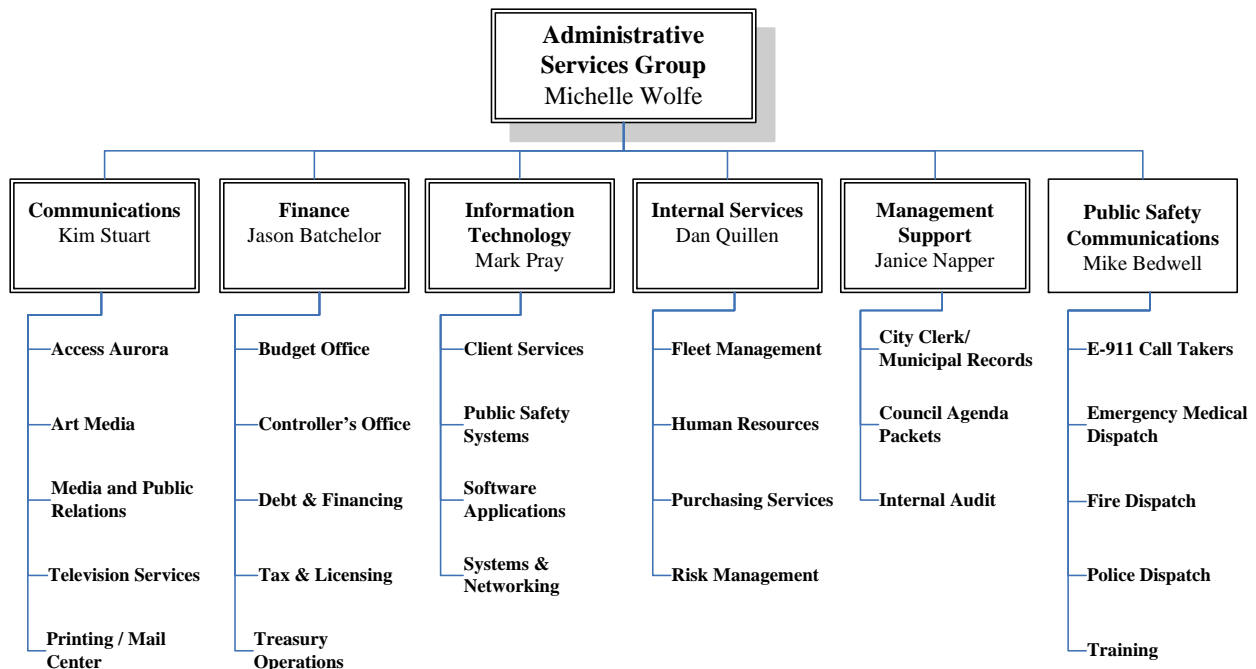 Administrative
Services Group
Michelle Wolfe
Communications
Kim Stuart
Finance
Jason Batchelor
Information
Technology
Mark Pray
Internal Services
Dan Quillen
Management
Support
Janice Napper
Public Safety
Communications
Mike Bedwell
Access Aurora
Art Media
Media and Public
Relations
Television Services
Printing / Mail
Center
Budget Office
Controller’s Office
Debt & Financing
Tax & Licensing
Treasury
Operations
Client Services
Public Safety
Systems
Software
Applications
Systems &
Networking
Fleet Management
Human Resources
Purchasing Services
Risk Management
City Clerk/
Municipal Records
Council Agenda
Packets
Internal Audit
E-911 Call Takers
Emergency Medical
Dispatch
Fire Dispatch
Police Dispatch
Training